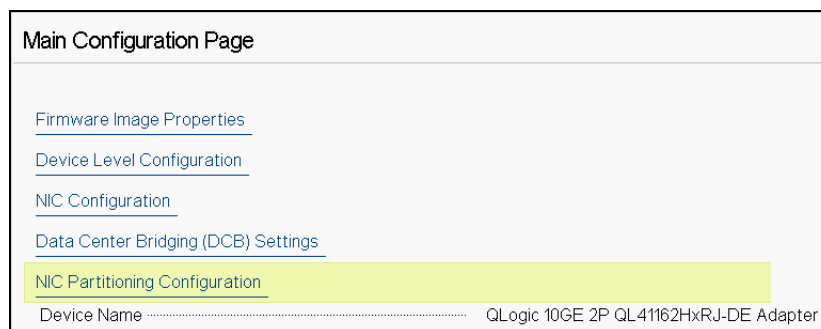 Main Configuration Page
Firmware Image Properties
Device Level Configuration
NIC Configuration
Data Center Bridging (DCB) Settings
NIC Partitioning Configuration
Device Name QLogic 10GE 2P QL41162HxRJ-DE Adapter